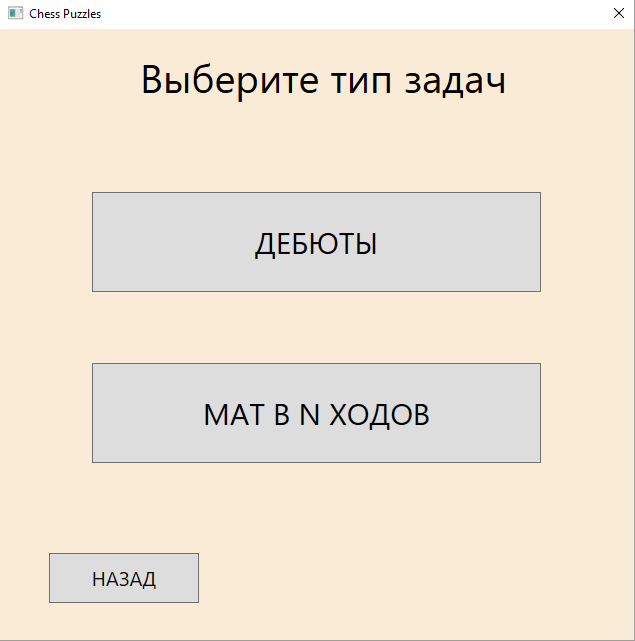 Chess Puzzles
Выберите тип задач
ДЕБЮТЫ
МАТ В N ХОДОВ
НАЗАД